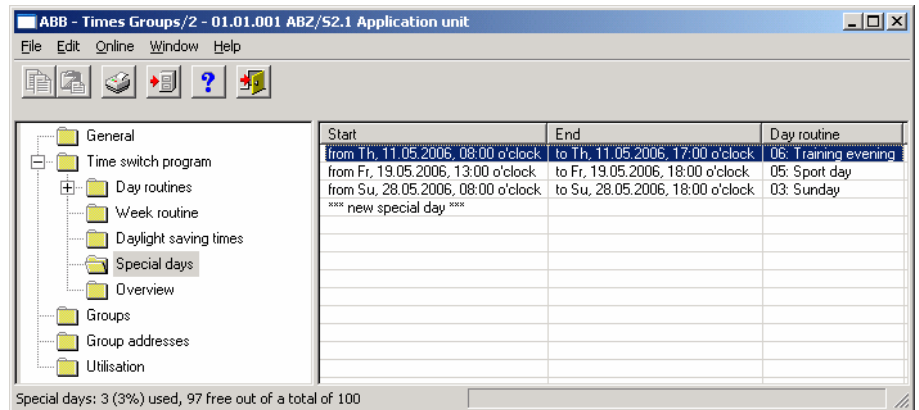 ABB - Times Groups/2 - 01.01.001 ABZ/S2.1 Application unit
File Edit Online Window Help
General
Time switch program
Day routines
Week routine
Daylight saving times
Special days
Overview
Groups
Group addresses
Utilisation
Start End Day routine
from Th, 11.05.2006, 08:00 o'clock to Th, 11.05.2006, 17:00 o'clock 06: Training evening
from Fr, 19.05.2006, 13:00 o'clock to Fr, 19.05.2006, 18:00 o'clock 05: Sport day
from Su, 28.05.2006, 08:00 o'clock to Su, 28.05.2006, 18:00 o'clock 03: Sunday
*** new special day ***
Special days: 3 (3%) used, 97 free out of a total of 100